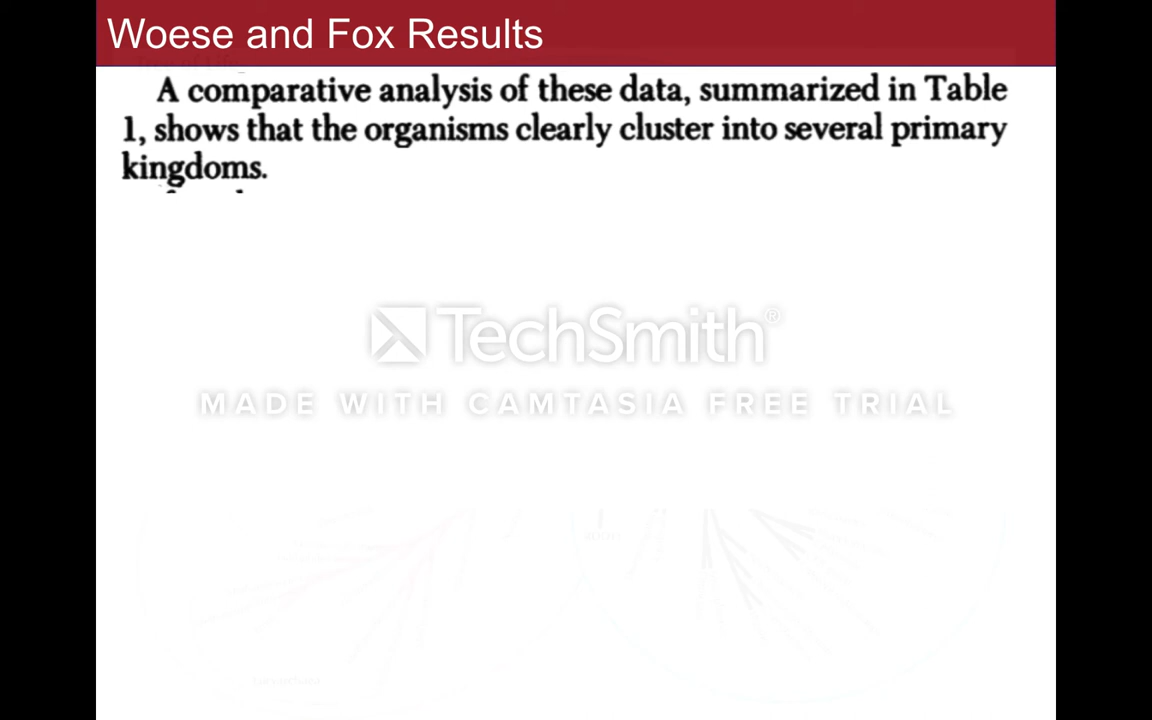 Woese and Fox Results
A comparative analysis of these data, summarized in Table
1, shows that the organisms clearly cluster into several primary
kingdoms.
TechSmith®
MADE WITH CAMTASIA FREE TRIAL